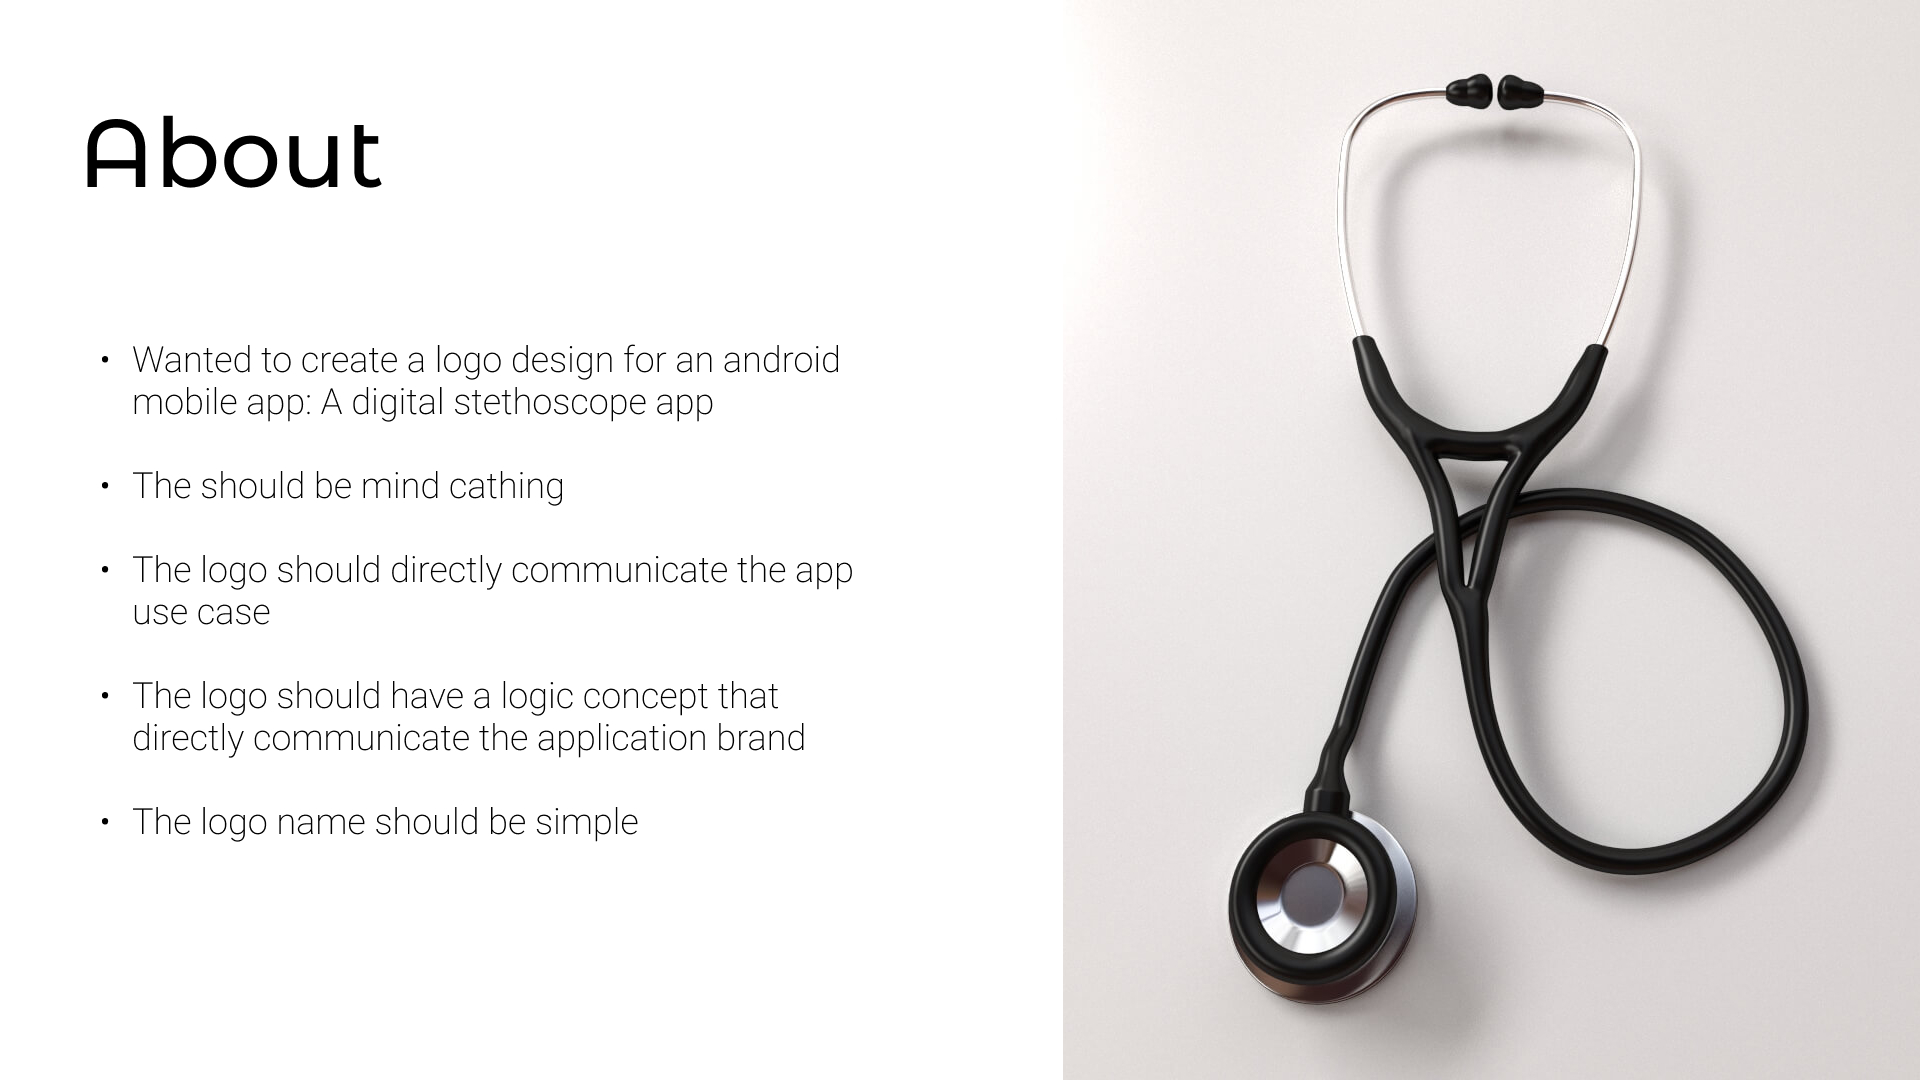 About
• Wanted to create a logo design for an android
mobile app: A digital stethoscope app
• The should be mind cathing
• The logo should directly communicate the app
use case
• The logo should have a logic concept that
directly communicate the application brand
• The logo name should be simple